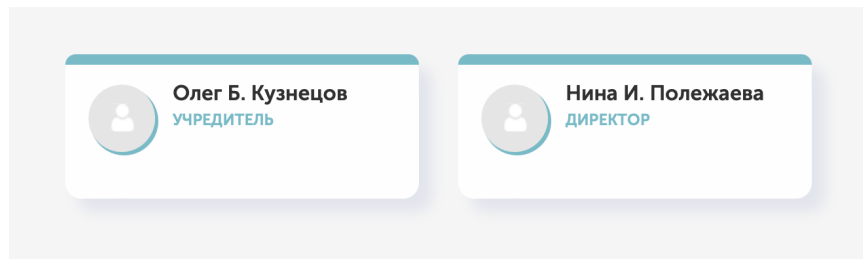 Олег Б. Кузнецов
УЧРЕДИТЕЛЬ
Нина И. Полежаева
ДИРЕКТОР